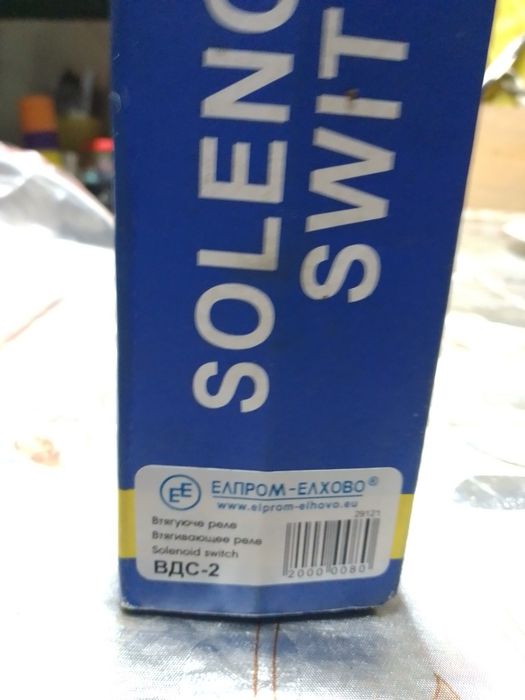 SOLENO
SWIT
EE
ЕЛПРОМ-ЕЛХОВО®
www.elprom-elhovo.eu
29121
Втягуюче реле
Втягивающее реле
Solenoid switch
ВДС-2
2000 0080